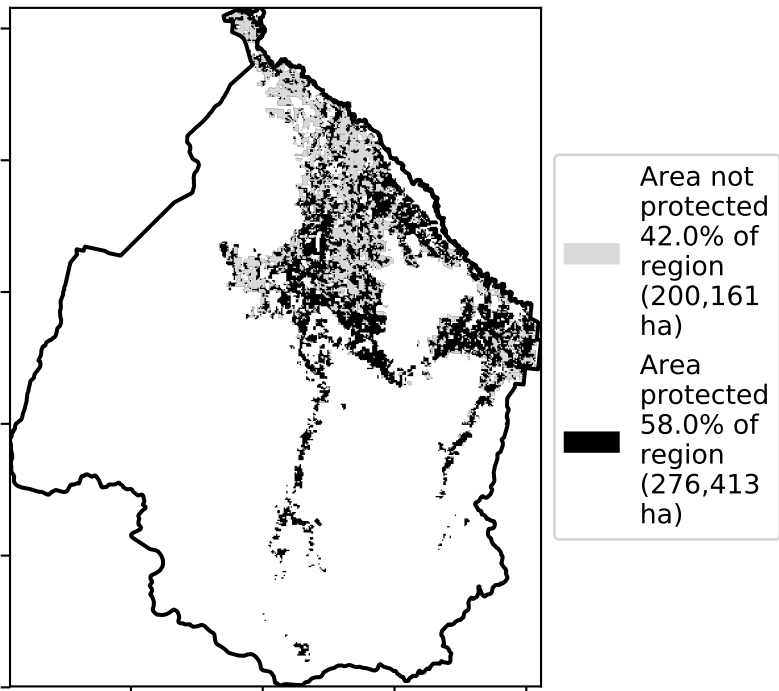 Area not
protected
42.0% of
region
(200,161
ha)
Area
protected
58.0% of
region
(276,413
ha)